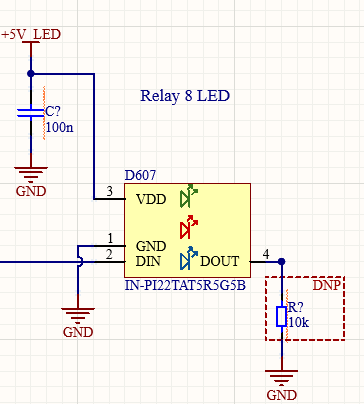 +5V_LED
Relay 8 LED
C?
100n
GND
D607
3
VDD
1
GND
2
DIN
DOUT
4
IN-PI22TAT5R5G5B
GND
DNP
R?
10k
GND